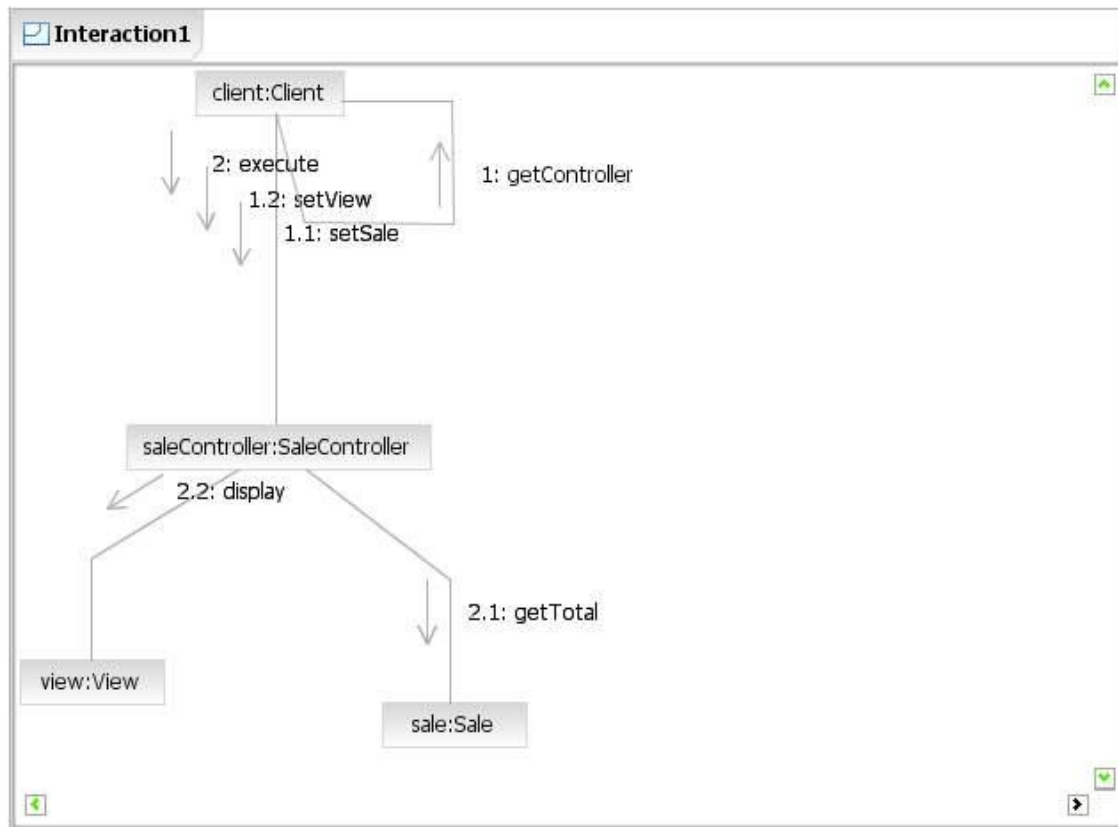 Interaction1
client:Client
2: execute
1: getController
1.2: setView
1.1: setSale
saleController:SaleController
2.2: display
2.1: getTotal
view:View
sale:Sale